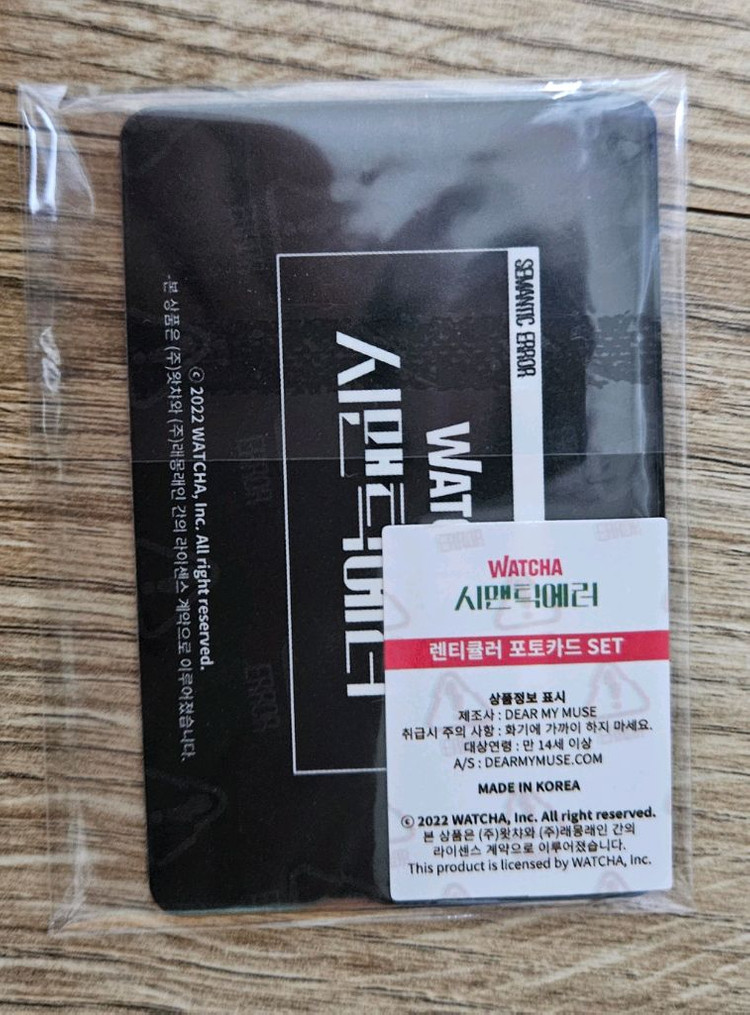 SEMANTIC ERROR
WATC
시맨틱에러
ⓒ 2022 WATCHA, Inc. All right reserved.
·본 상품은 (주)왓챠와 (주)래몽래인 간의 라이센스 계약으로 이루어졌습니다.
ERROR
ERROR
WATCHA
시맨틱에러
렌티큘러 포토카드 SET
상품정보 표시
제조사 : DEAR MY MUSE
취급시 주의 사항 : 화기에 가까이 하지 마세요.
대상연령 : 만 14세 이상
A/S : DEARMYMUSE.COM
MADE IN KOREA
ⓒ 2022 WATCHA, Inc. All right reserved.
본 상품은 (주)왓챠와 (주)래몽래인 간의
라이센스 계약으로 이루어졌습니다.
This product is licensed by WATCHA, Inc.